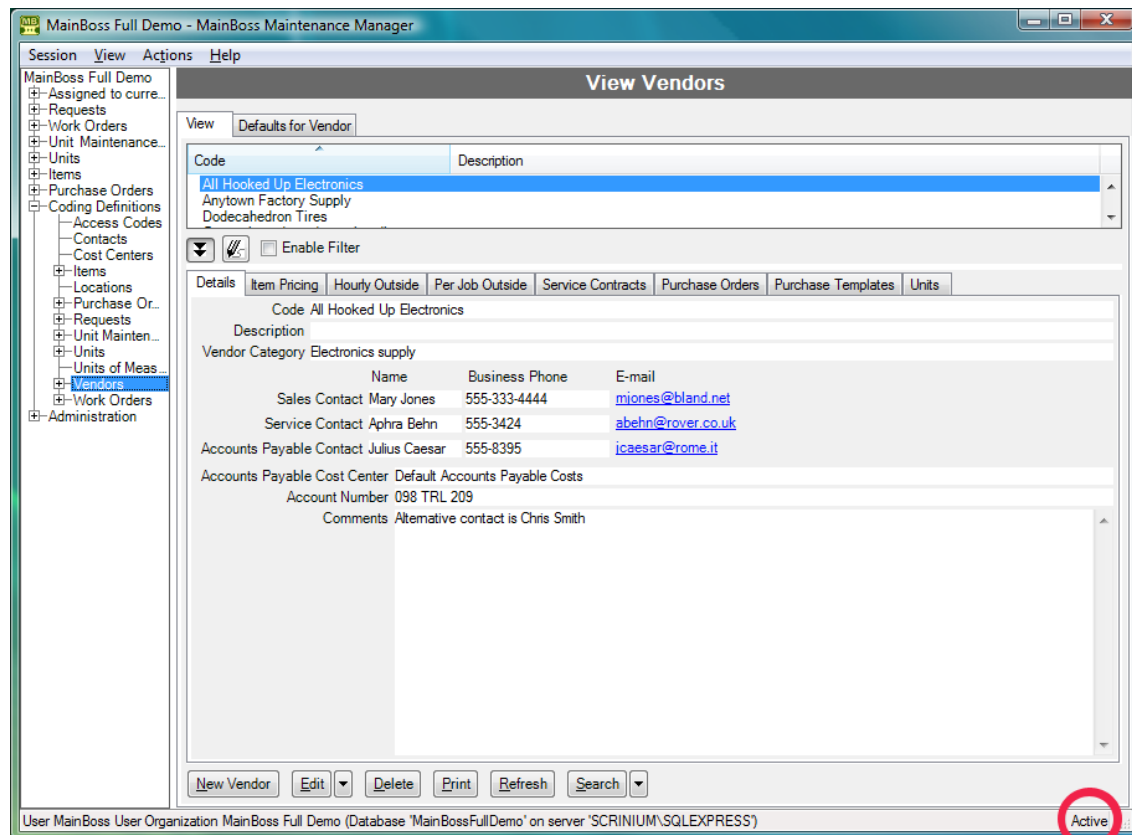 MainBoss Full Demo - MainBoss Maintenance Manager
Session View Actions Help
MainBoss Full Demo
Assigned to curre...
Requests
Work Orders
Unit Maintenance...
Units
Items
Purchase Orders
Coding Definitions
Access Codes
Contacts
Cost Centers
Items
Locations
Purchase Or...
Requests
Unit Mainten...
Units
Units of Meas...
Vendors
Work Orders
Administration
View Vendors
View Defaults for Vendor
Code Description
All Hooked Up Electronics
Anytown Factory Supply
Dodecahedron Tires
Enable Filter
Details Item Pricing Hourly Outside Per Job Outside Service Contracts Purchase Orders Purchase Templates Units
Code All Hooked Up Electronics
Description
Vendor Category Electronics supply
Name Business Phone E-mail
Sales Contact Mary Jones 555-333-4444 mjones@bland.net
Service Contact Aphra Behn 555-3424 abehn@rover.co.uk
Accounts Payable Contact Julius Caesar 555-8395 jcaesar@rome.it
Accounts Payable Cost Center Default Accounts Payable Costs
Account Number 098 TRL 209
Comments Alternative contact is Chris Smith
New Vendor Edit Delete Print Refresh Search
User MainBoss User Organization MainBoss Full Demo (Database 'MainBossFullDemo' on server 'SCRINIUM\SQLEXPRESS') Active